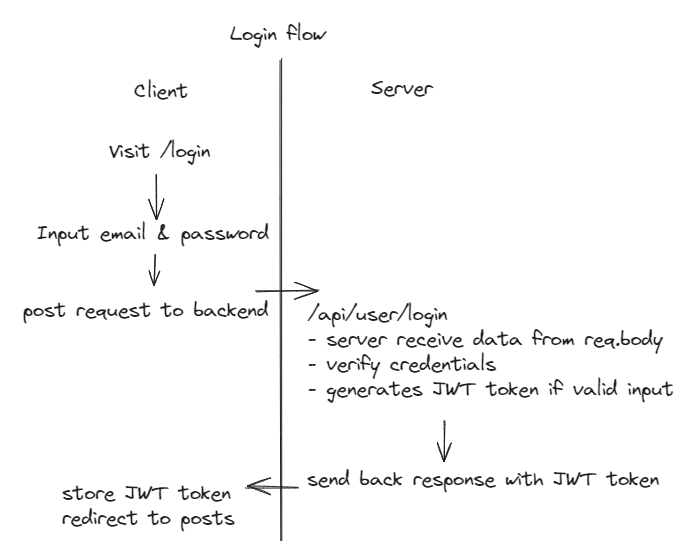 Login flow
Client
Server
Visit /login
Input email & password
post request to backend
/api/user/login
- server receive data from req.body
- verify credentials
- generates JWT token if valid input
send back response with JWT token
store JWT token
redirect to posts